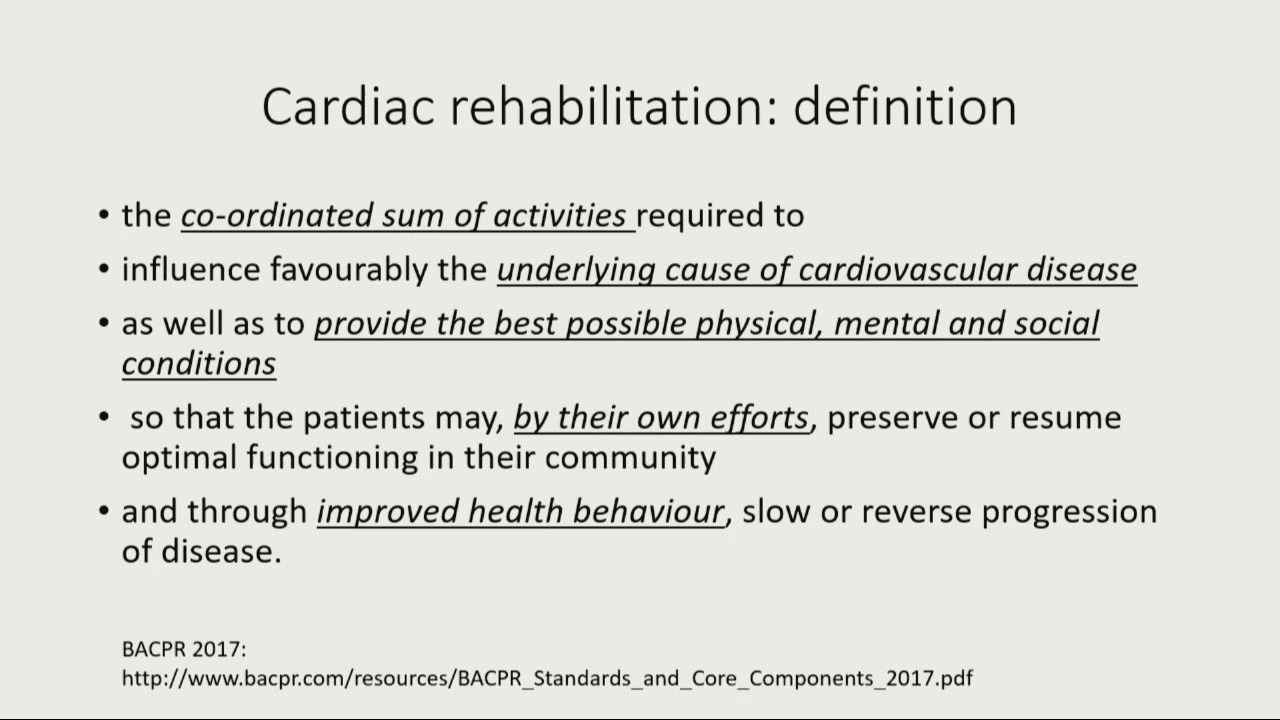 Cardiac rehabilitation: definition
• the co-ordinated sum of activities required to
• influence favourably the underlying cause of cardiovascular disease
• as well as to provide the best possible physical, mental and social
conditions
• so that the patients may, by their own efforts, preserve or resume
optimal functioning in their community
• and through improved health behaviour, slow or reverse progression
of disease.
BACPR 2017:
http://www.bacpr.com/resources/BACPR_Standards_and_Core_Components_2017.pdf